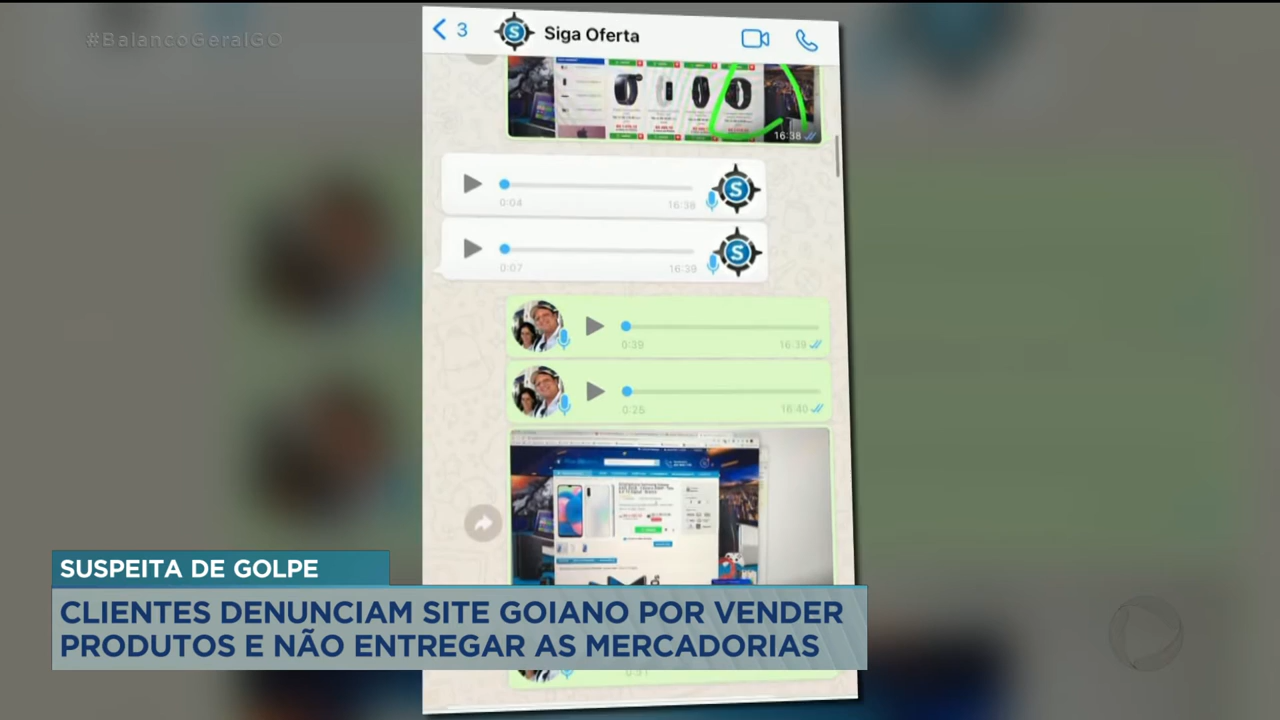 #BalancoGeralGO
3
Siga Oferta
16:38
0:04
16:38
0:07
16:39
0:39
16:39
0:25
16:40
SUSPEITA DE GOLPE
CLIENTES DENUNCIAM SITE GOIANO POR VENDER
PRODUTOS E NÃO ENTREGAR AS MERCADORIAS